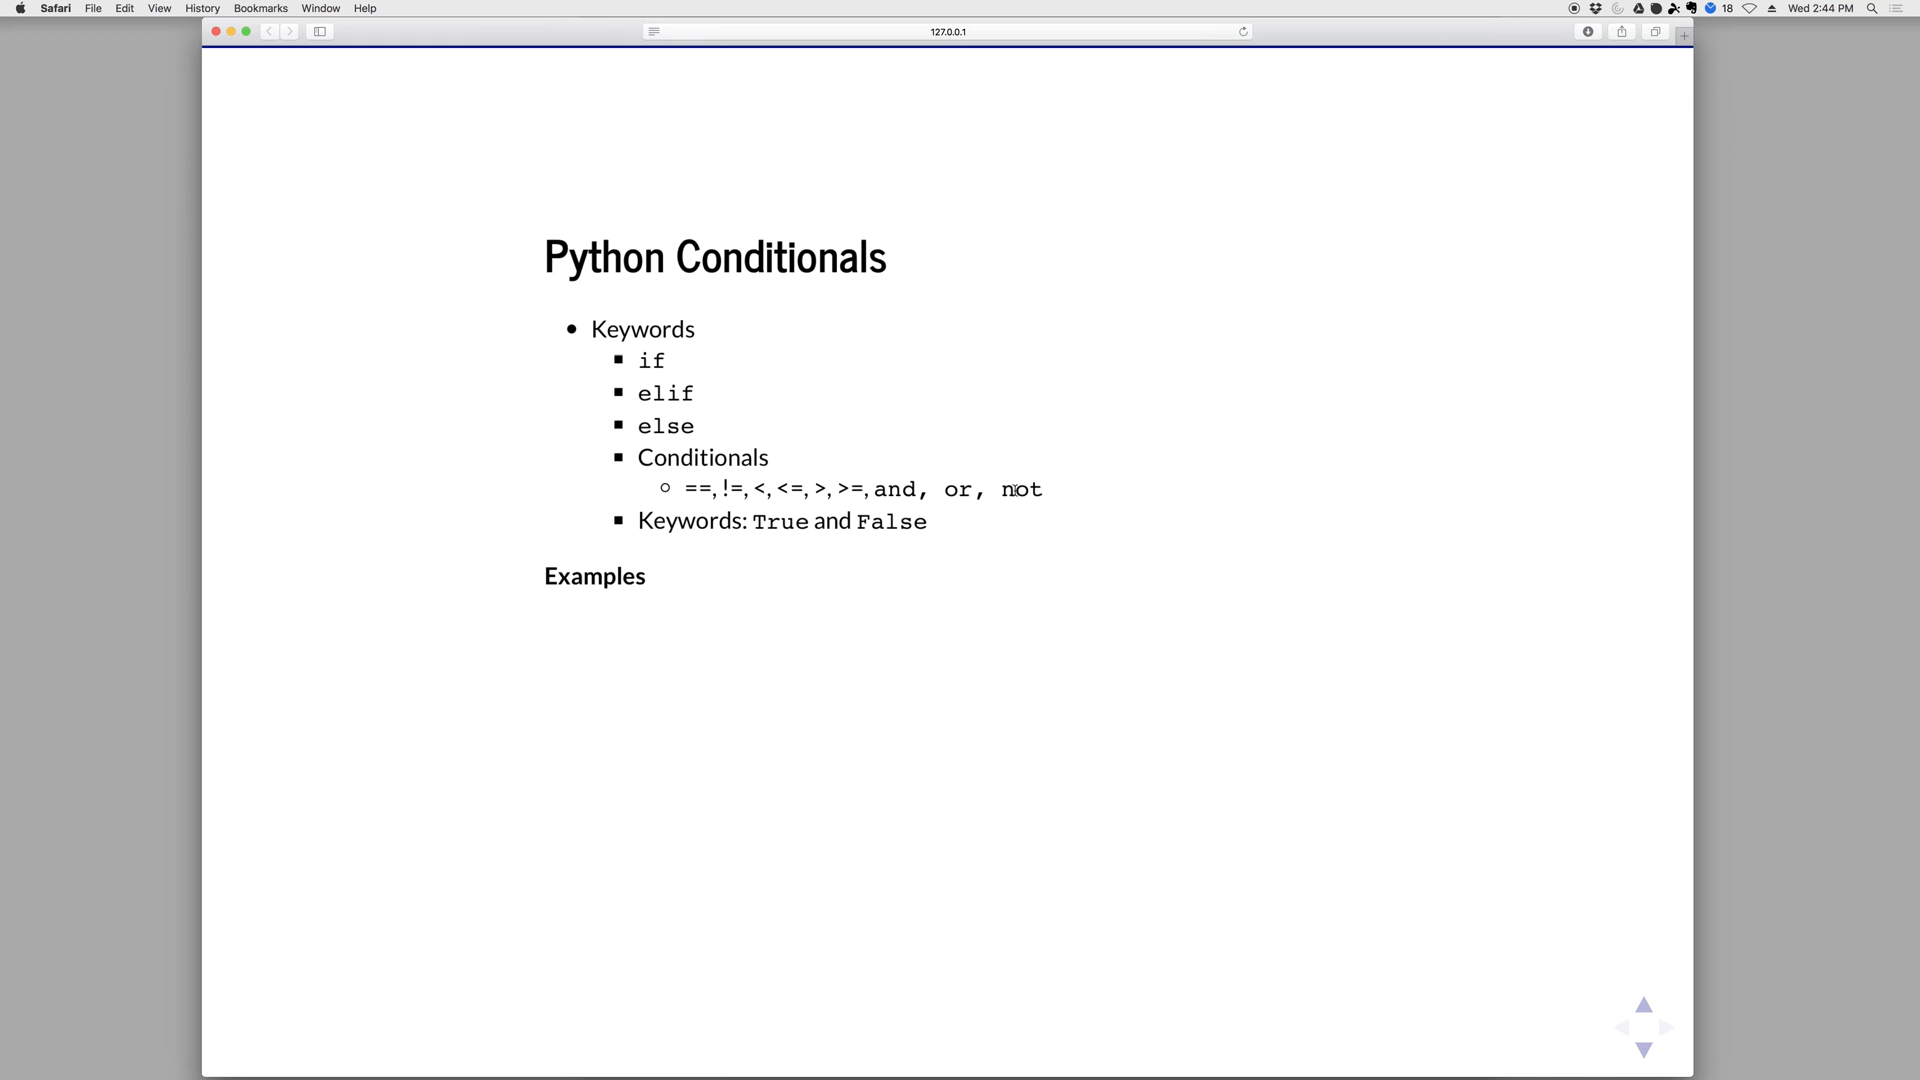 Safari File Edit View History Bookmarks Window Help 18 Wed 2:44 PM
127.0.0.1
Python Conditionals
• Keywords
▪ if
▪ elif
▪ else
▪ Conditionals
○ ==, !=, <, <=, >, >=, and, or, not
▪ Keywords: True and False
Examples